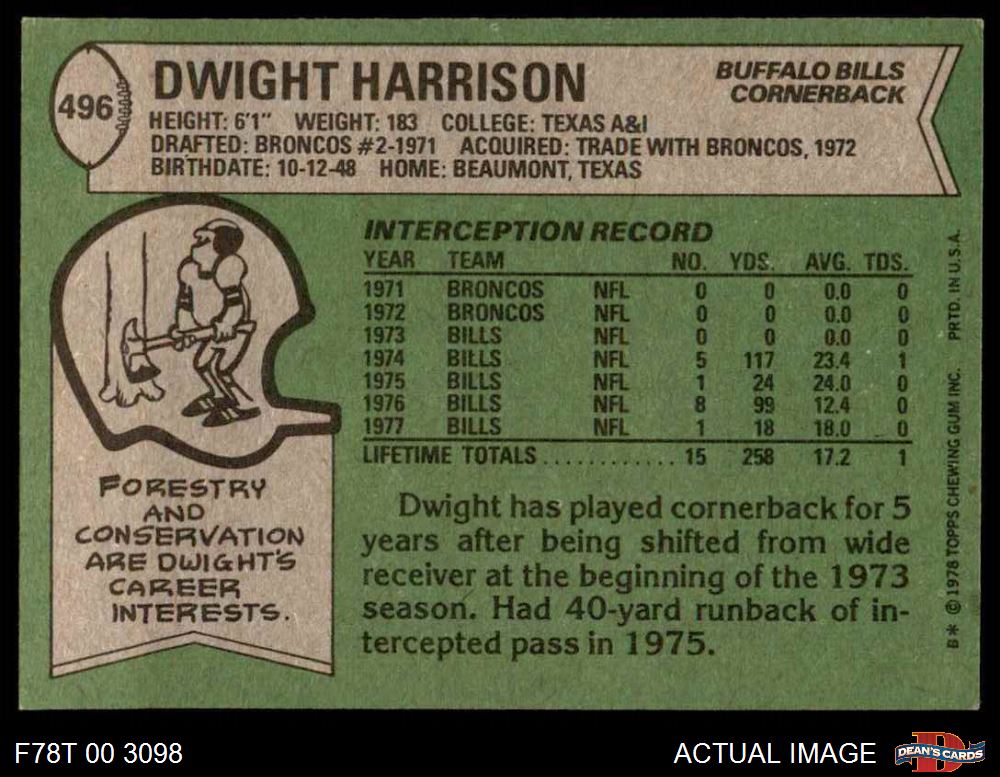 496
DWIGHT HARRISON
BUFFALO BILLS
CORNERBACK
HEIGHT: 6'1" WEIGHT: 183 COLLEGE: TEXAS A&I
DRAFTED: BRONCOS #2-1971 ACQUIRED: TRADE WITH BRONCOS, 1972
BIRTHDATE: 10-12-48 HOME: BEAUMONT, TEXAS
INTERCEPTION RECORD
YEAR TEAM NO. YDS. AVG. TDS.
1971 BRONCOS NFL 0 0 0.0 0
1972 BRONCOS NFL 0 0 0.0 0
1973 BILLS NFL 0 0 0.0 0
1974 BILLS NFL 5 117 23.4 1
1975 BILLS NFL 1 24 24.0 0
1976 BILLS NFL 8 99 12.4 0
1977 BILLS NFL 1 18 18.0 0
LIFETIME TOTALS............ 15 258 17.2 1
FORESTRY
AND
CONSERVATION
ARE DWIGHT'S
CAREER
INTERESTS.
Dwight has played cornerback for 5
years after being shifted from wide
receiver at the beginning of the 1973
season. Had 40-yard runback of in-
tercepted pass in 1975.
B* © 1978 TOPPS CHEWING GUM INC. PRTD. IN U.S.A.
F78T 00 3098
ACTUAL IMAGE
D
DEAN'S CARDS